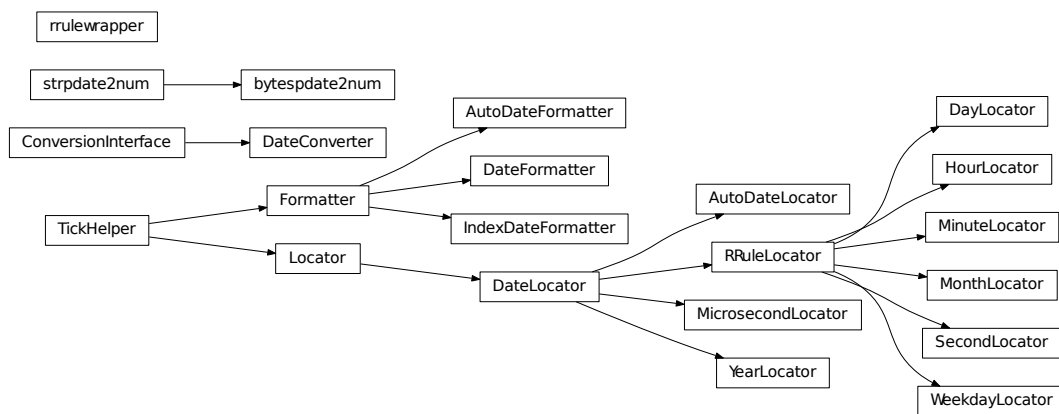 rrulewrapper
strpdate2num
bytespdate2num
ConversionInterface
DateConverter
TickHelper
Formatter
Locator
AutoDateFormatter
DateFormatter
IndexDateFormatter
DateLocator
AutoDateLocator
RRuleLocator
MicrosecondLocator
YearLocator
DayLocator
HourLocator
MinuteLocator
MonthLocator
SecondLocator
WeekdayLocator